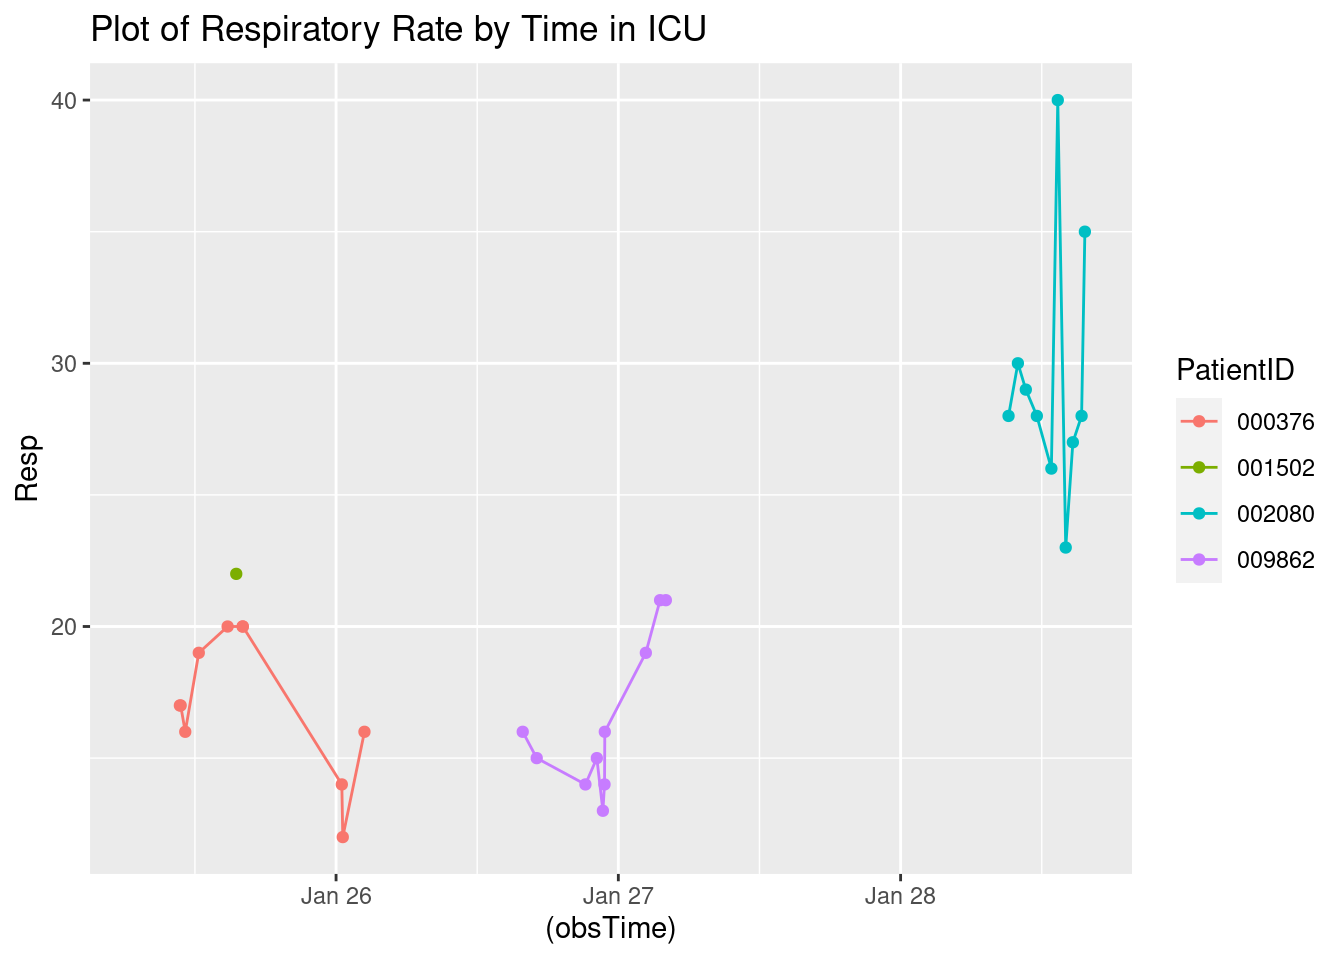 Plot of Respiratory Rate by Time in ICU
40
30
20
Resp
Jan 26
Jan 27
Jan 28
(obsTime)
PatientID
000376
001502
002080
009862